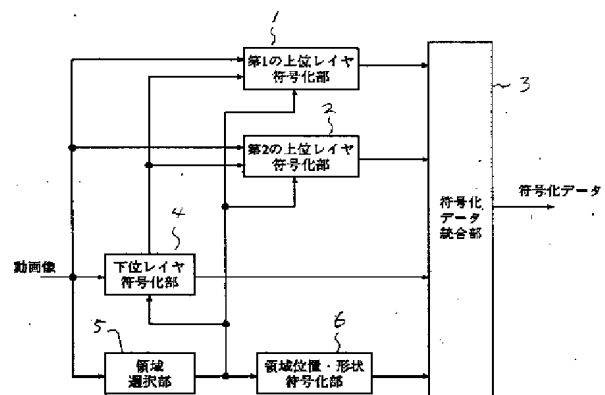 1
第1の上位レイヤ
符号化部
2
第2の上位レイヤ
符号化部
3
符号化
データ
統合部
符号化データ
4
動画像
下位レイヤ
符号化部
5
領域
選択部
6
領域位置・形状
符号化部